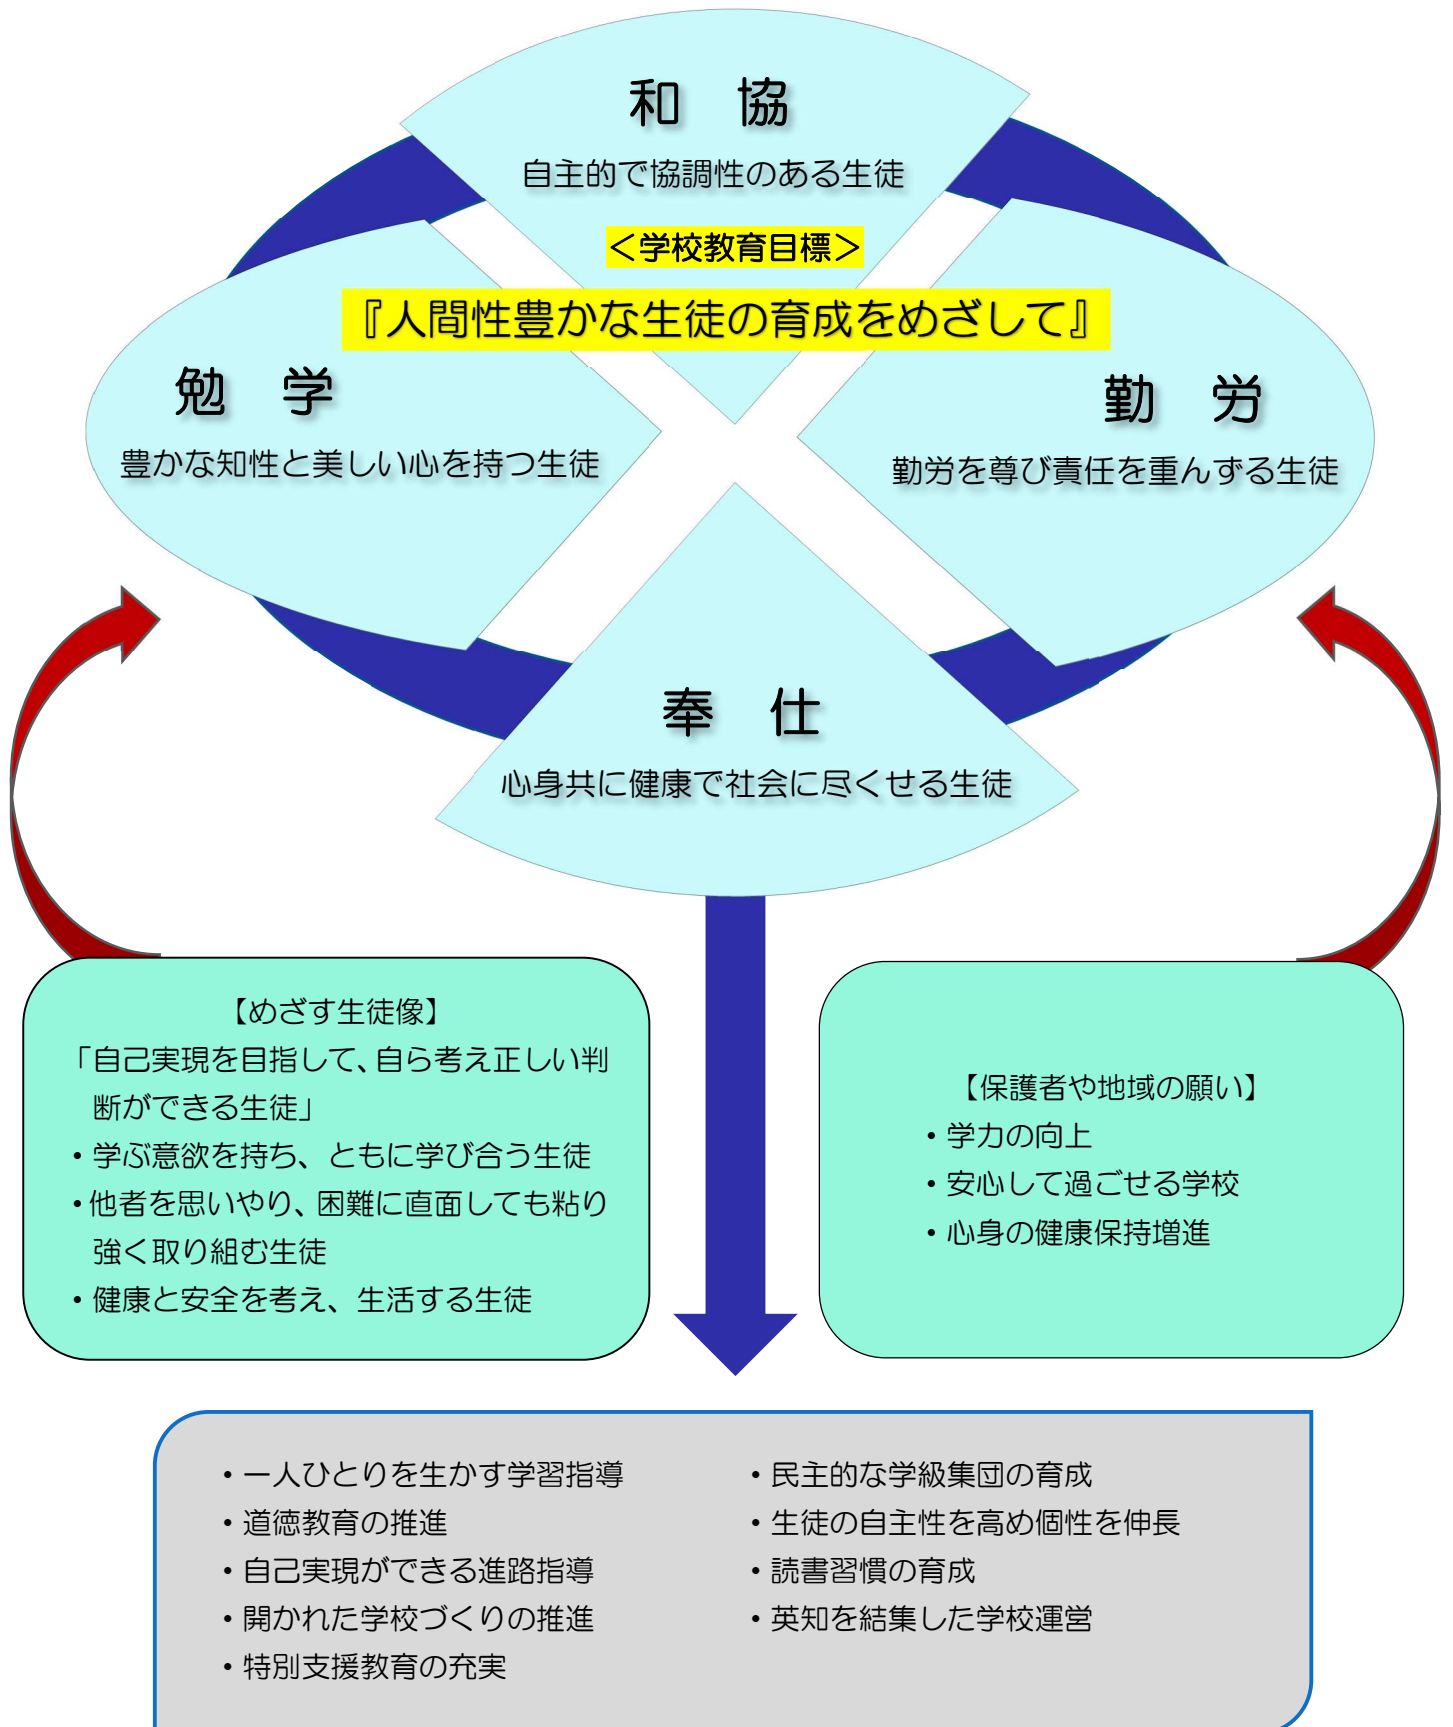 和　協
自主的で協調性のある生徒
＜学校教育目標＞
『人間性豊かな生徒の育成をめざして』
勉　学
豊かな知性と美しい心を持つ生徒
勤　労
勤労を尊び責任を重んずる生徒
奉　仕
心身共に健康で社会に尽くせる生徒
【めざす生徒像】
「自己実現を目指して、自ら考え正しい判
断ができる生徒」
・学ぶ意欲を持ち、ともに学び合う生徒
・他者を思いやり、困難に直面しても粘り
強く取り組む生徒
・健康と安全を考え、生活する生徒
【保護者や地域の願い】
・学力の向上
・安心して過ごせる学校
・心身の健康保持増進
・一人ひとりを生かす学習指導
・道徳教育の推進
・自己実現ができる進路指導
・開かれた学校づくりの推進
・特別支援教育の充実
・民主的な学級集団の育成
・生徒の自主性を高め個性を伸長
・読書習慣の育成
・英知を結集した学校運営